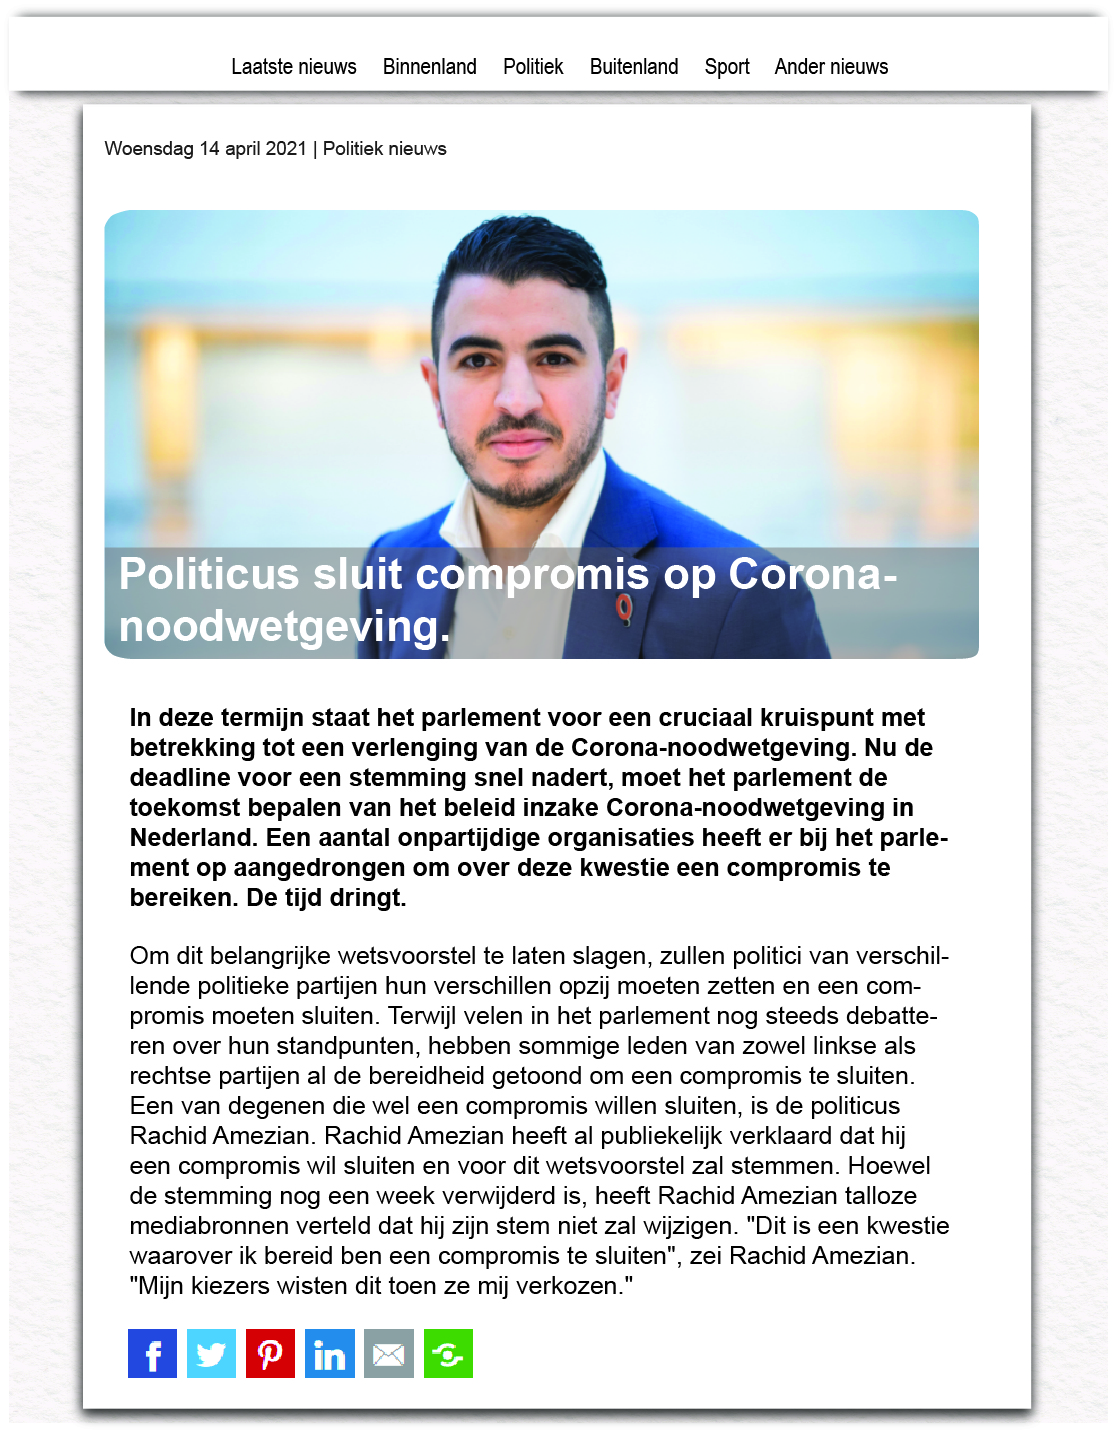 Laatste nieuws Binnenland Politiek Buitenland Sport Ander nieuws
Woensdag 14 april 2021 | Politiek nieuws
Politicus sluit compromis op Corona-
noodwetgeving.
In deze termijn staat het parlement voor een cruciaal kruispunt met
betrekking tot een verlenging van de Corona-noodwetgeving. Nu de
deadline voor een stemming snel nadert, moet het parlement de
toekomst bepalen van het beleid inzake Corona-noodwetgeving in
Nederland. Een aantal onpartijdige organisaties heeft er bij het parle-
ment op aangedrongen om over deze kwestie een compromis te
bereiken. De tijd dringt.
Om dit belangrijke wetsvoorstel te laten slagen, zullen politici van verschil-
lende politieke partijen hun verschillen opzij moeten zetten en een com-
promis moeten sluiten. Terwijl velen in het parlement nog steeds debatte-
ren over hun standpunten, hebben sommige leden van zowel linkse als
rechtse partijen al de bereidheid getoond om een compromis te sluiten.
Een van degenen die wel een compromis willen sluiten, is de politicus
Rachid Amezian. Rachid Amezian heeft al publiekelijk verklaard dat hij
een compromis wil sluiten en voor dit wetsvoorstel zal stemmen. Hoewel
de stemming nog een week verwijderd is, heeft Rachid Amezian talloze
mediabronnen verteld dat hij zijn stem niet zal wijzigen. "Dit is een kwestie
waarover ik bereid ben een compromis te sluiten", zei Rachid Amezian.
"Mijn kiezers wisten dit toen ze mij verkozen."